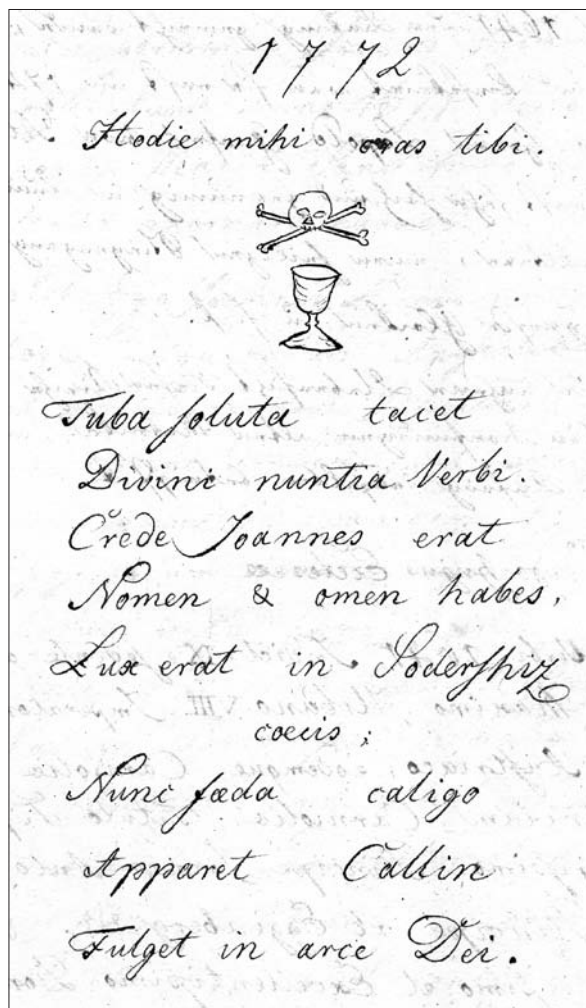 1772
Hodie mihi cras tibi.
Tuba soluta tacet
Divini nuntia Verbi.
Crede Joannes erat
Nomen & omen habes,
Lux erat in Sodershiz
coecis;
Nunc fæda caligo
Apparet Callin
Fulget in arce Dei.